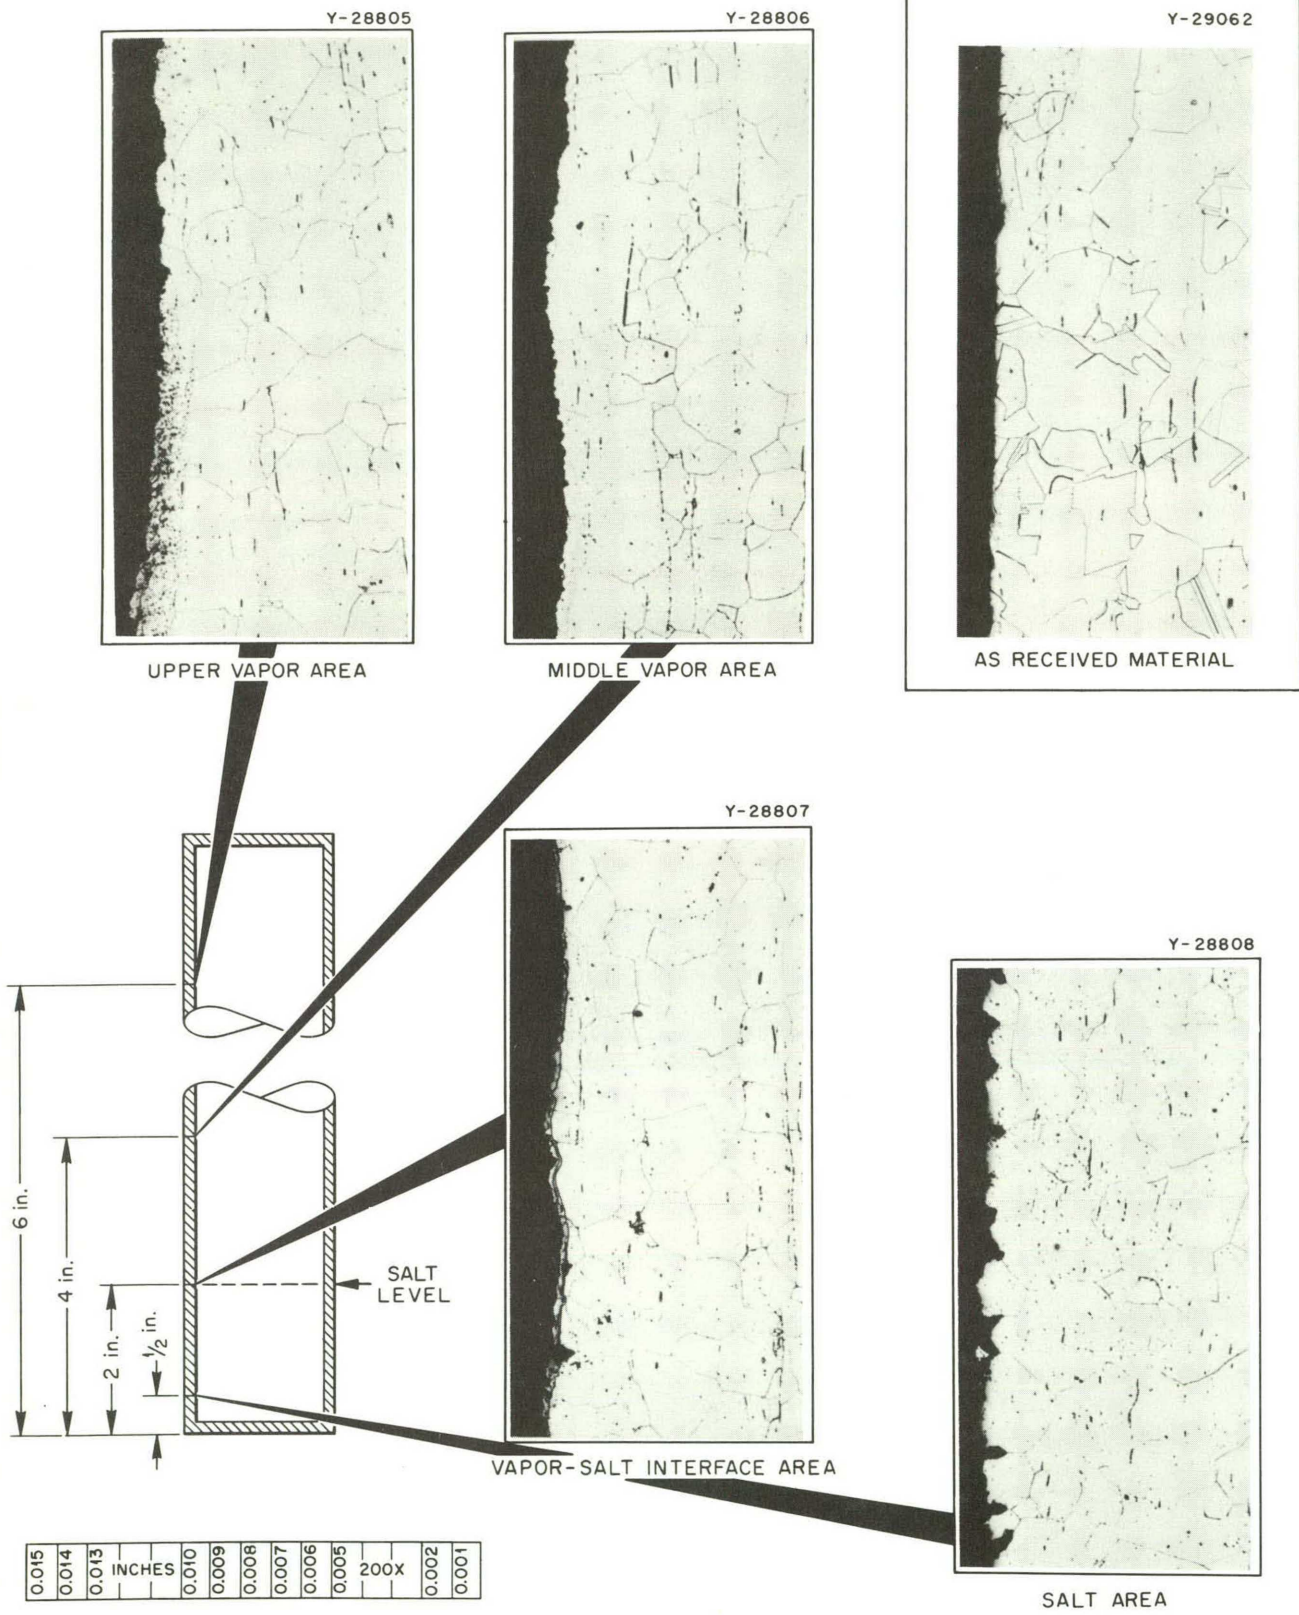 Y-28805
Y-28806
Y-29062
UPPER VAPOR AREA
MIDDLE VAPOR AREA
AS RECEIVED MATERIAL
Y-28807
Y-28808
6 in.
4 in.
2 in.
1/2 in.
SALT
LEVEL
VAPOR-SALT INTERFACE AREA
0.015 0.014 0.013 INCHES 0.010 0.009 0.008 0.007 0.006 0.005 200X 0.002 0.001
SALT AREA